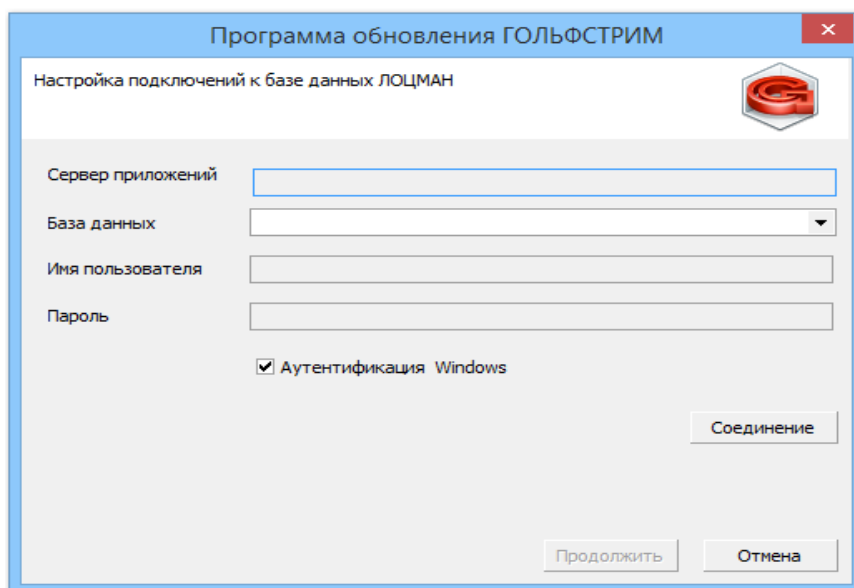 Программа обновления ГОЛЬФСТРИМ
Настройка подключений к базе данных ЛОЦМАН
Сервер приложений
База данных
Имя пользователя
Пароль
Аутентификация Windows
Соединение
Продолжить
Отмена